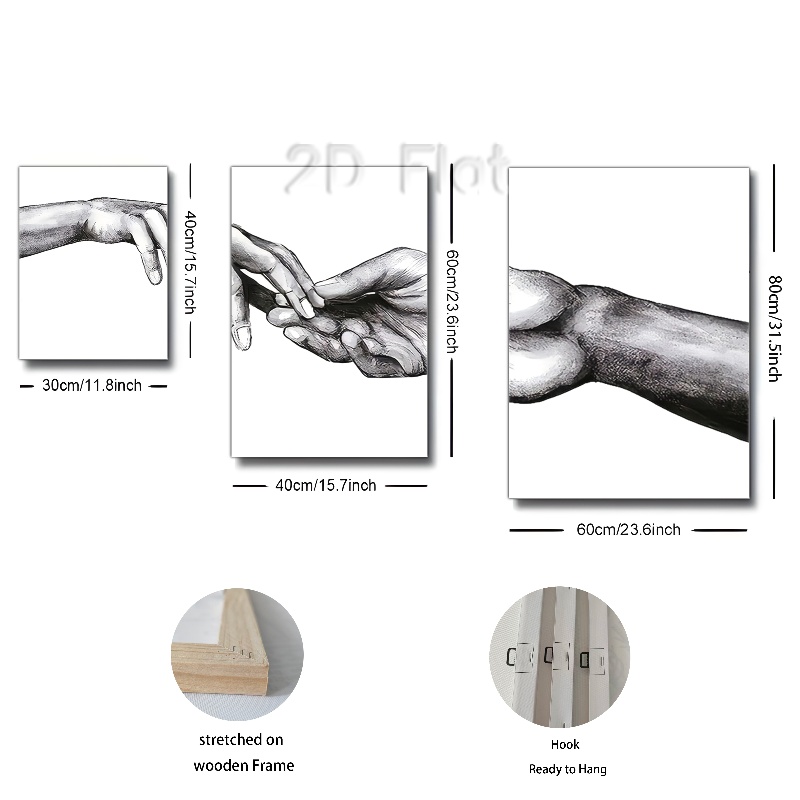 2D Flat
40cm/15.7inch
60cm/23.6inch
80cm/31.5inch
30cm/11.8inch
40cm/15.7inch
60cm/23.6inch
stretched on
wooden Frame
Hook
Ready to Hang